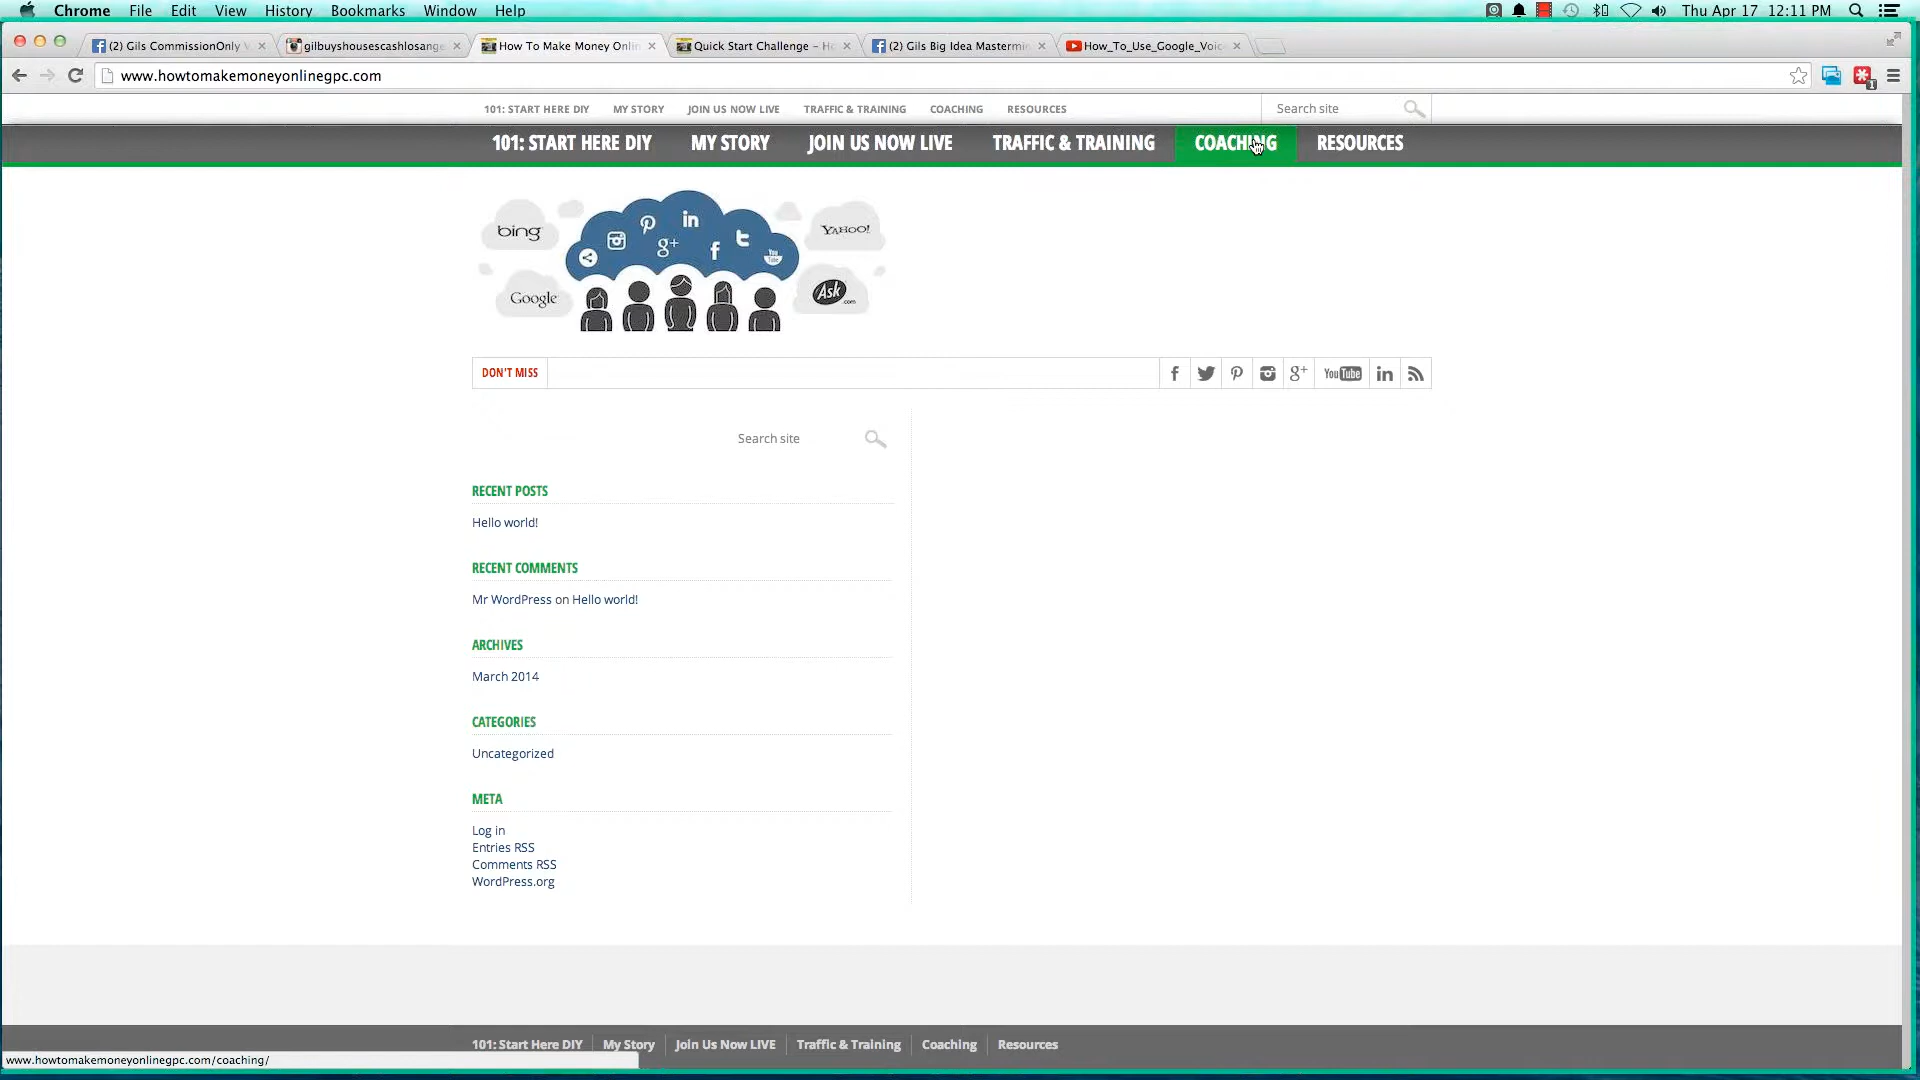 Chrome File Edit View History Bookmarks Window Help Thu Apr 17 12:11 PM
(2) Gils CommissionOnly V gilbuyshousescashlosange How To Make Money Onlin Quick Start Challenge – Ho (2) Gils Big Idea Mastermin How_To_Use_Google_Voic
www.howtomakemoneyonlinegpc.com
101: START HERE DIY MY STORY JOIN US NOW LIVE TRAFFIC & TRAINING COACHING RESOURCES Search site
101: START HERE DIY MY STORY JOIN US NOW LIVE TRAFFIC & TRAINING COACHING RESOURCES
bing YAHOO!
Google Ask.com
DON'T MISS YouTube
Search site
RECENT POSTS
Hello world!
RECENT COMMENTS
Mr WordPress on Hello world!
ARCHIVES
March 2014
CATEGORIES
Uncategorized
META
Log in
Entries RSS
Comments RSS
WordPress.org
101: Start Here DIY My Story Join Us Now LIVE Traffic & Training Coaching Resources
www.howtomakemoneyonlinegpc.com/coaching/